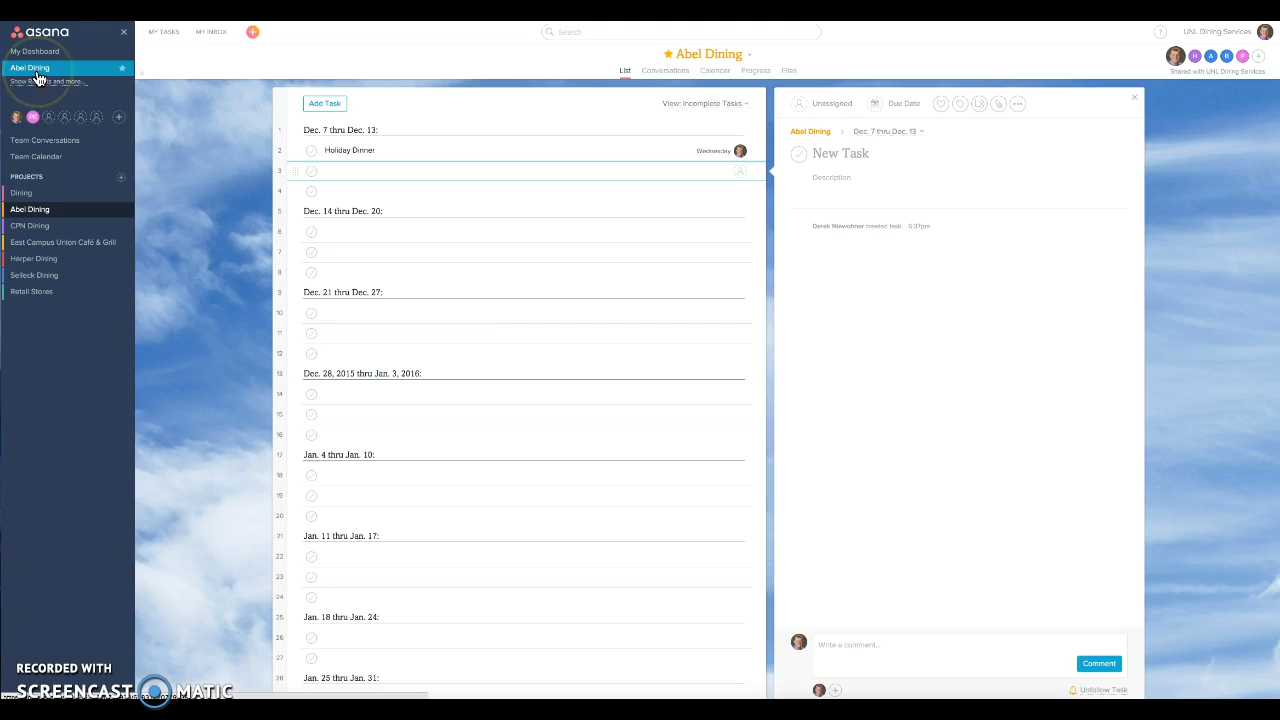 asana
My Dashboard
Abel Dining
Team Conversations
Team Calendar
PROJECTS
Dining
Abel Dining
CPN Dining
East Campus Union Café & Grill
Harper Dining
Selleck Dining
Retail Stores
MY TASKS MY INBOX
Search
UNL Dining Services
Abel Dining
List Conversations Calendar Progress Files
H A B P
Shared with UNL Dining Services
Add Task View: Incomplete Tasks
1 Dec. 7 thru Dec. 13:
2 Holiday Dinner Wednesday
3
4
5 Dec. 14 thru Dec. 20:
6
7
8
9 Dec. 21 thru Dec. 27:
10
11
12
13 Dec. 28, 2015 thru Jan. 3, 2016:
14
15
16
17 Jan. 4 thru Jan. 10:
18
19
20
21 Jan. 11 thru Jan. 17:
22
23
24
25 Jan. 18 thru Jan. 24:
26
27
28 Jan. 25 thru Jan. 31:
Unassigned Due Date
Abel Dining > Dec. 7 thru Dec. 13
New Task
Description
Derek Niewohner created task. 6:37pm
Write a comment...
Comment
Unfollow Task
RECORDED WITH
SCREENCAST MATIC